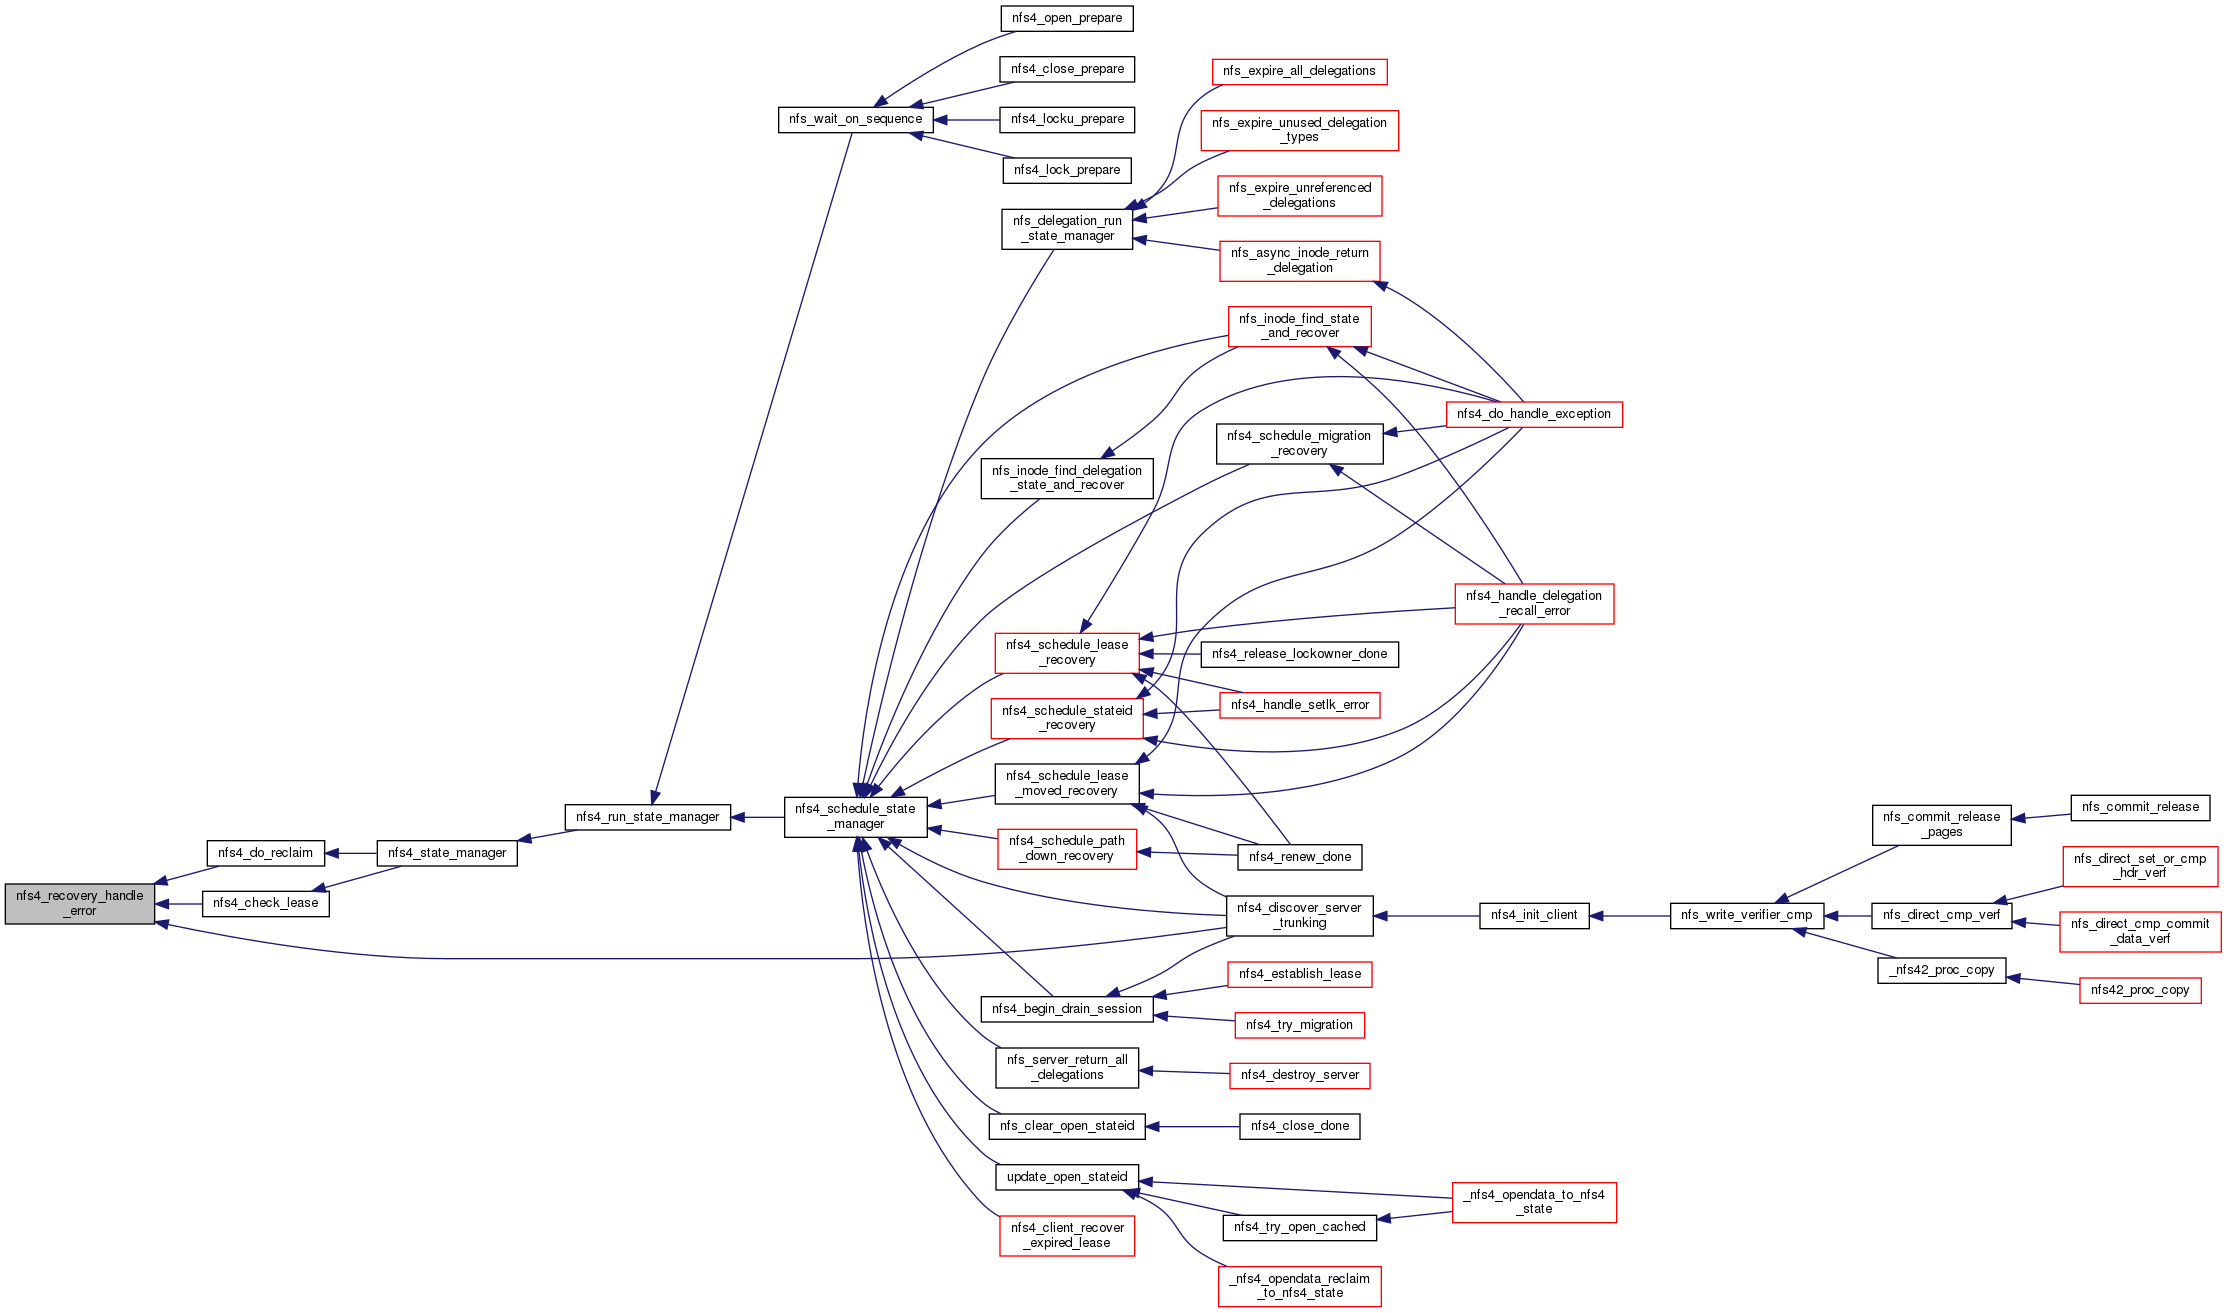 nfs4_open_prepare
nfs4_close_prepare
nfs_wait_on_sequence
nfs4_locku_prepare
nfs4_lock_prepare
nfs_expire_all_delegations
nfs_expire_unused_delegation
_types
nfs_expire_unreferenced
_delegations
nfs_delegation_run
_state_manager
nfs_async_inode_return
_delegation
nfs_inode_find_state
_and_recover
nfs4_do_handle_exception
nfs4_schedule_migration
_recovery
nfs_inode_find_delegation
_state_and_recover
nfs4_handle_delegation
_recall_error
nfs4_schedule_lease
_recovery
nfs4_release_lockowner_done
nfs4_handle_setlk_error
nfs4_schedule_stateid
_recovery
nfs4_schedule_lease
_moved_recovery
nfs4_run_state_manager
nfs4_schedule_state
_manager
nfs4_schedule_path
_down_recovery
nfs4_renew_done
nfs4_do_reclaim
nfs4_state_manager
nfs4_recovery_handle
_error
nfs4_check_lease
nfs4_discover_server
_trunking
nfs4_init_client
nfs_write_verifier_cmp
nfs_commit_release
_pages
nfs_commit_release
nfs_direct_set_or_cmp
_hdr_verf
nfs_direct_cmp_verf
nfs_direct_cmp_commit
_data_verf
_nfs42_proc_copy
nfs42_proc_copy
nfs4_establish_lease
nfs4_begin_drain_session
nfs4_try_migration
nfs_server_return_all
_delegations
nfs4_destroy_server
nfs_clear_open_stateid
nfs4_close_done
update_open_stateid
_nfs4_opendata_to_nfs4
_state
nfs4_try_open_cached
nfs4_client_recover
_expired_lease
_nfs4_opendata_reclaim
_to_nfs4_state